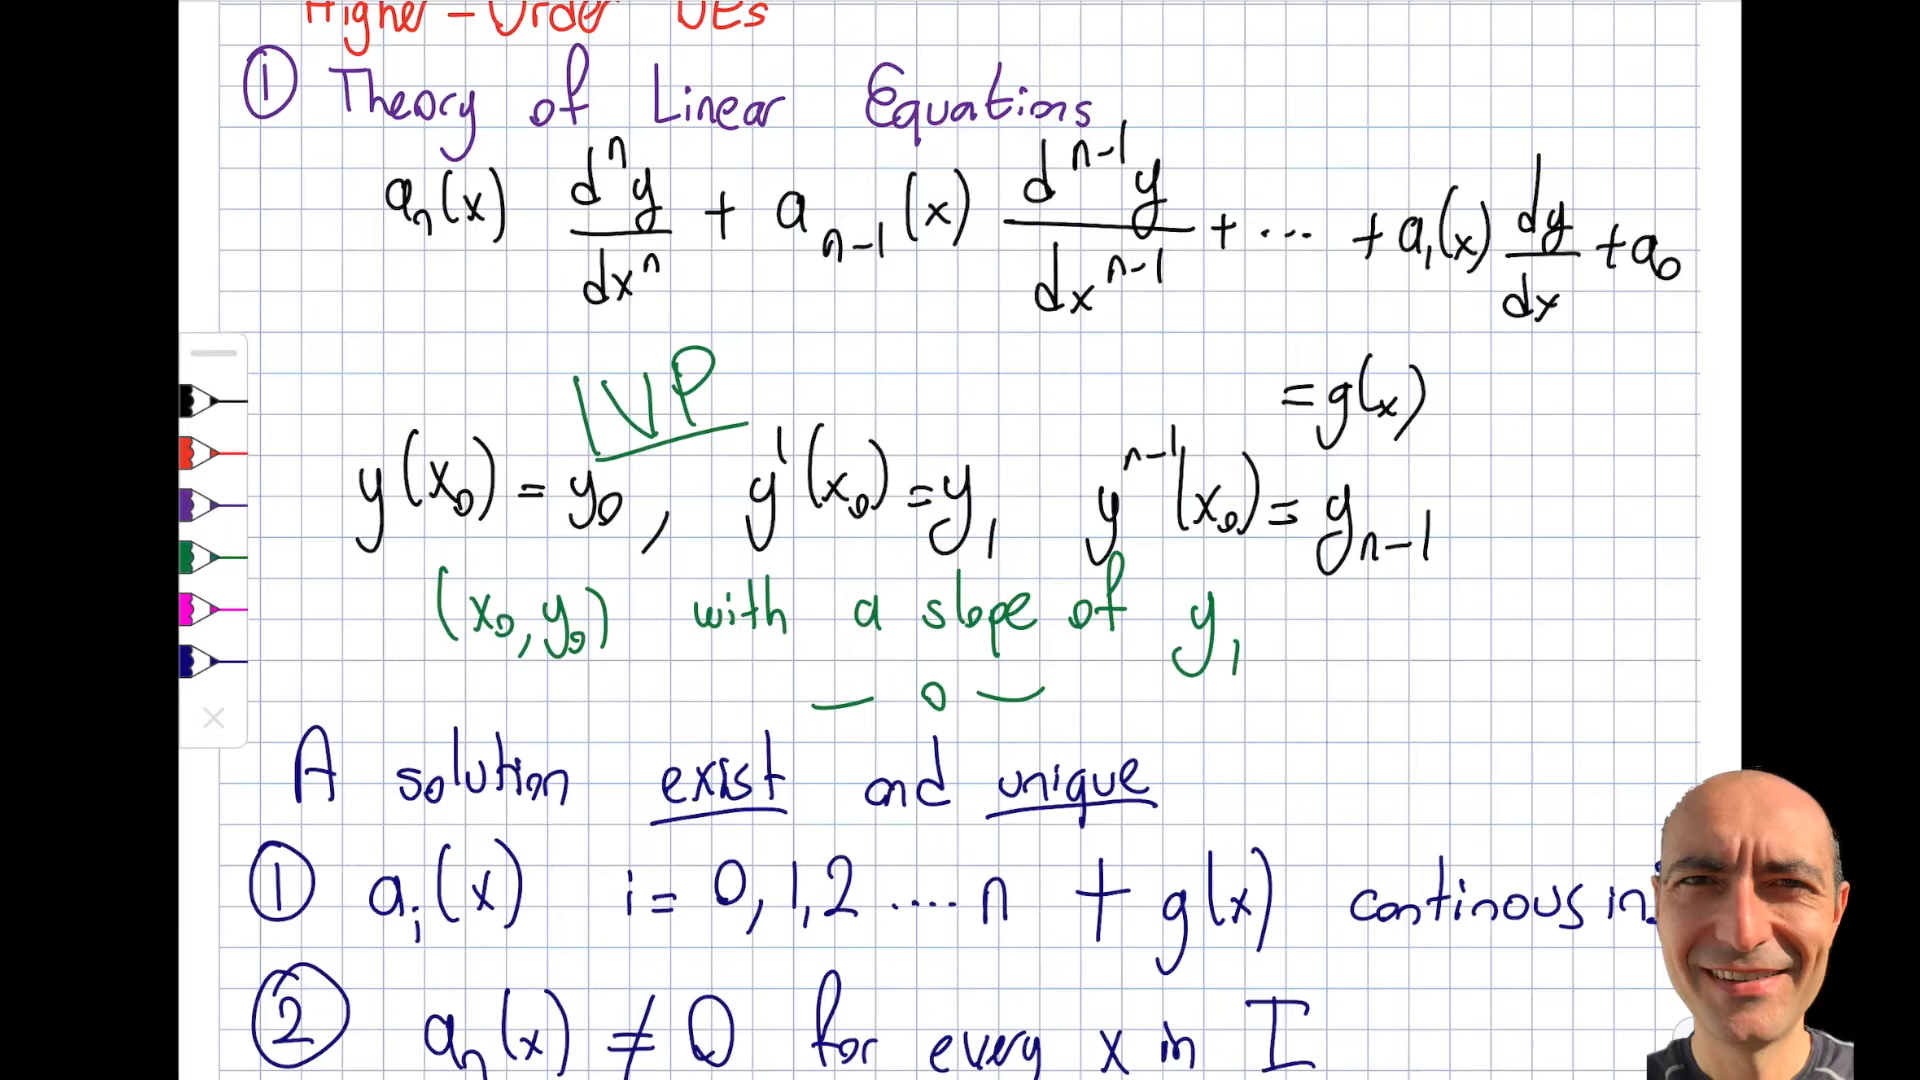 Higher-Order DEs
① Theory of Linear Equations
aₙ(x) dⁿy/dxⁿ + aₙ₋₁(x) dⁿ⁻¹y/dxⁿ⁻¹ + ... + a₁(x) dy/dx + a₀
= g(x)
IVP
y(x₀) = y₀, y'(x₀) = y₁ yⁿ⁻¹(x₀) = yₙ₋₁
(x₀, y₀) with a slope of y₁
— 0 —
A solution exist and unique
① aᵢ(x) i = 0, 1, 2 .... n + g(x) continous in
② aₙ(x) ≠ 0 for every x in I